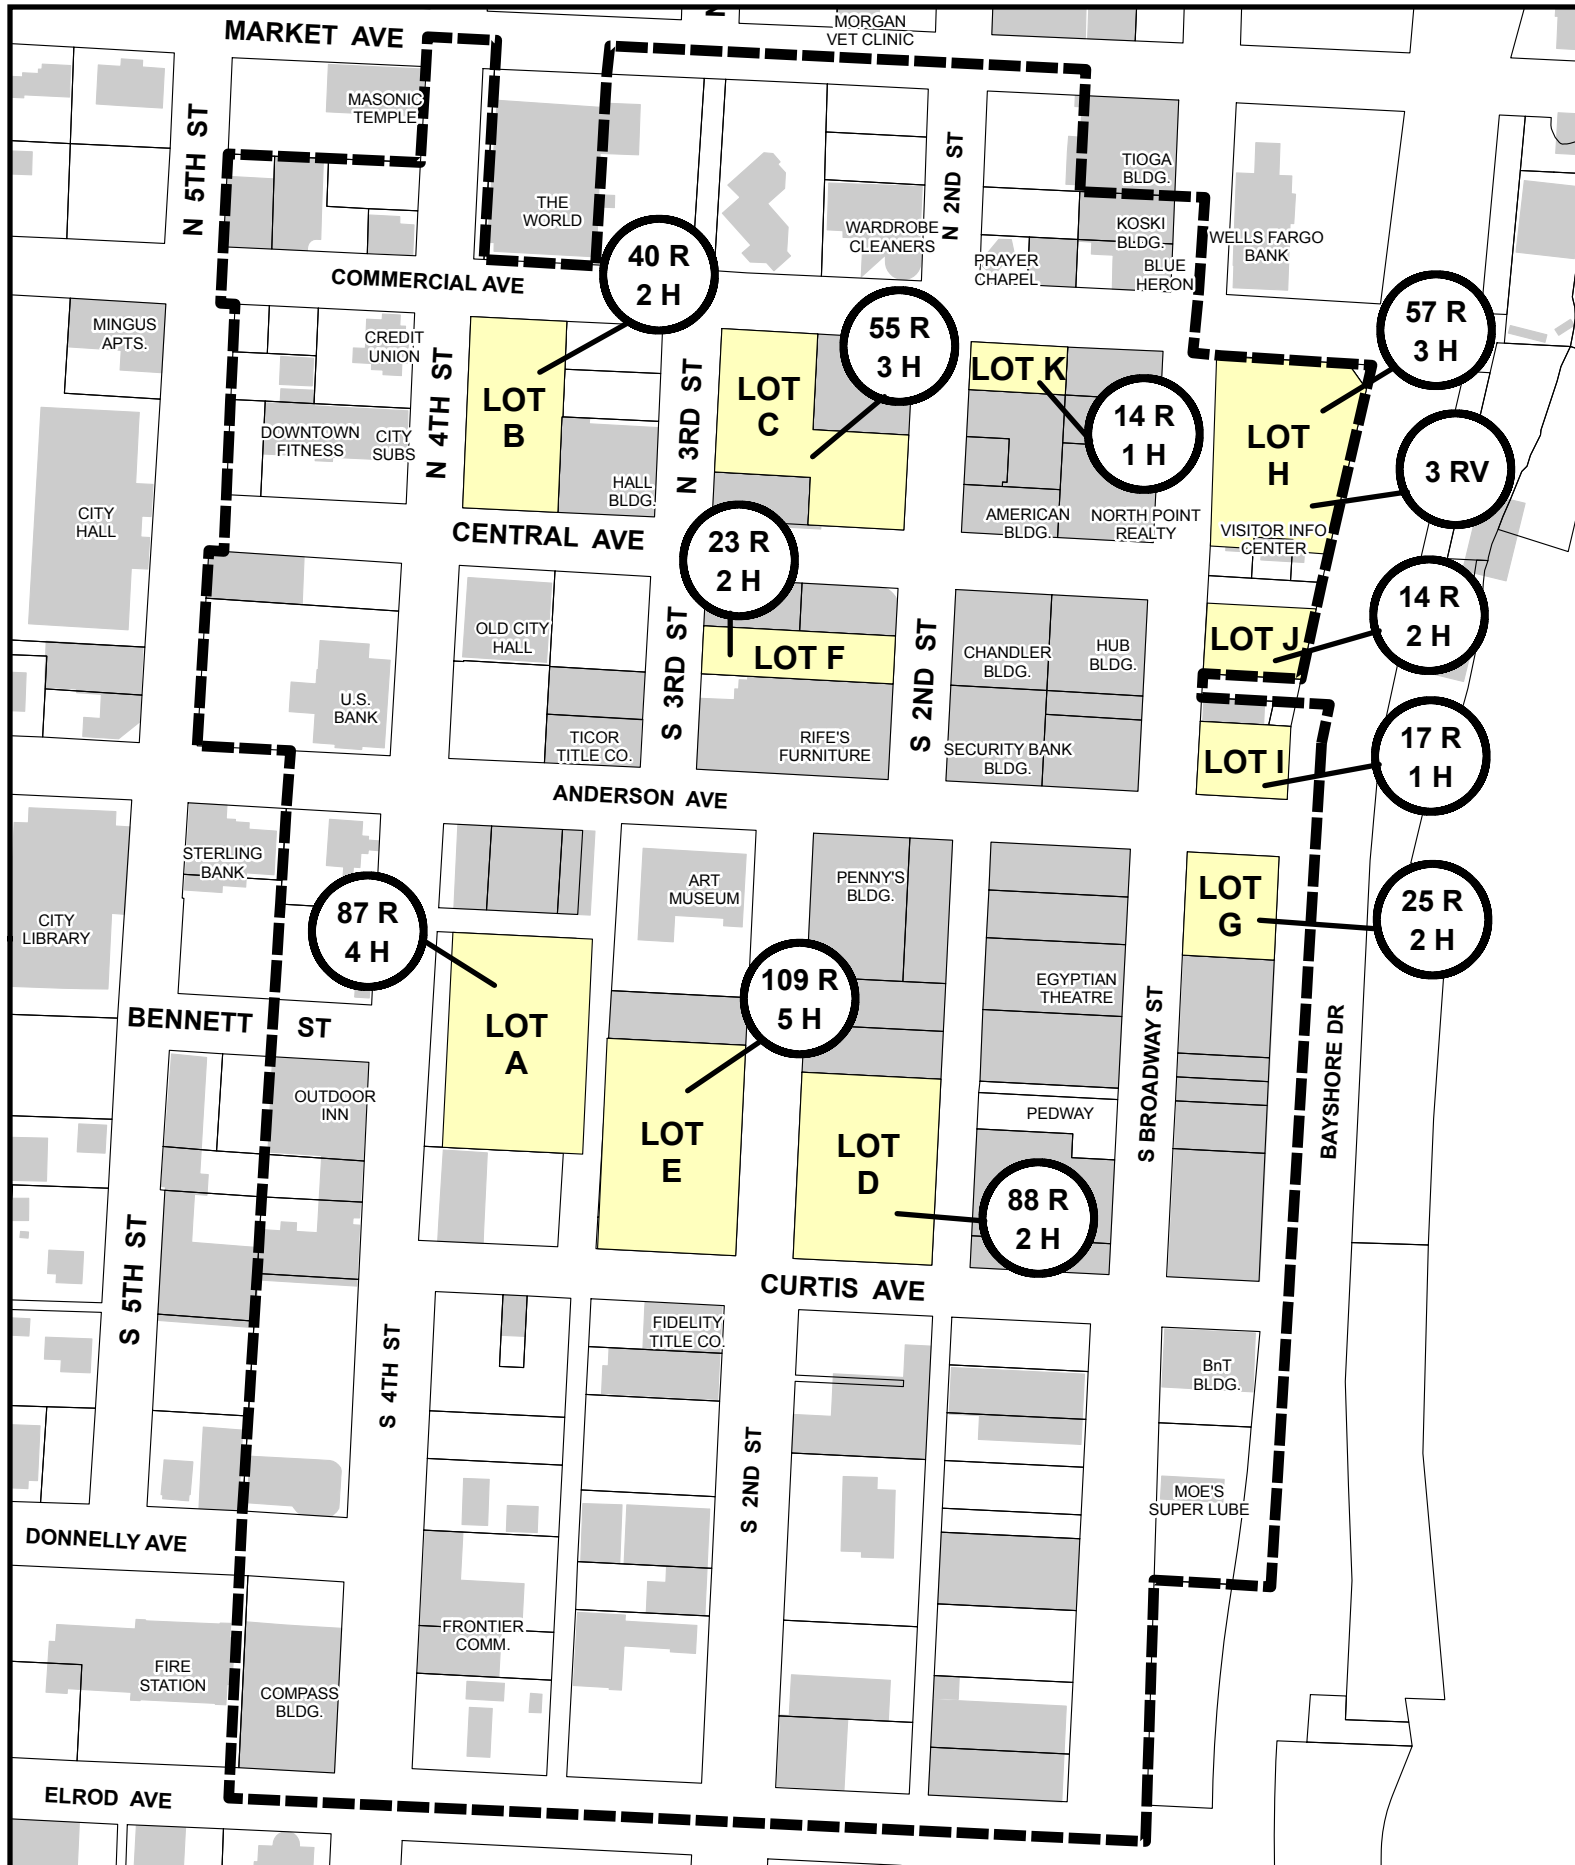 MORGAN
VET CLINIC
MARKET AVE
MASONIC
TEMPLE
N 5TH ST
THE
WORLD
N 2ND ST
TIOGA
BLDG.
WARDROBE
CLEANERS
KOSKI
BLDG.
WELLS FARGO
BANK
PRAYER
CHAPEL
BLUE
HERON
COMMERCIAL AVE
40 R
2 H
MINGUS
APTS.
CREDIT
UNION
55 R
3 H
57 R
3 H
N 4TH ST
LOT
B
N 3RD ST
LOT
C
LOT K
14 R
1 H
LOT
H
3 RV
DOWNTOWN
FITNESS
CITY
SUBS
HALL
BLDG.
CITY
HALL
AMERICAN
BLDG.
NORTH POINT
REALTY
VISITOR INFO
CENTER
CENTRAL AVE
23 R
2 H
14 R
2 H
OLD CITY
HALL
S 3RD ST
LOT F
S 2ND ST
CHANDLER
BLDG.
HUB
BLDG.
LOT J
U.S.
BANK
TICOR
TITLE CO.
RIFE'S
FURNITURE
SECURITY BANK
BLDG.
LOT I
17 R
1 H
ANDERSON AVE
STERLING
BANK
ART
MUSEUM
PENNY'S
BLDG.
LOT
G
25 R
2 H
CITY
LIBRARY
87 R
4 H
109 R
5 H
EGYPTIAN
THEATRE
BENNETT ST
LOT
A
S BROADWAY ST
BAYSHORE DR
OUTDOOR
INN
PEDWAY
LOT
E
LOT
D
88 R
2 H
S 5TH ST
CURTIS AVE
S 4TH ST
FIDELITY
TITLE CO.
BnT
BLDG.
S 2ND ST
MOE'S
SUPER LUBE
DONNELLY AVE
FRONTIER
COMM.
FIRE
STATION
COMPASS
BLDG.
ELROD AVE